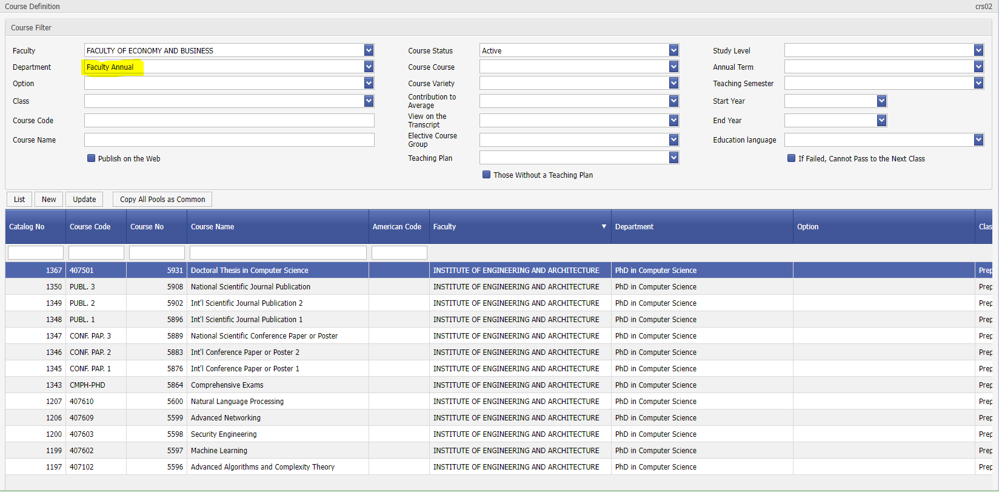 Course Definition crs02
Course Filter
Faculty FACULTY OF ECONOMY AND BUSINESS Course Status Active Study Level
Department Faculty Annual Course Course Annual Term
Option Course Variety Teaching Semester
Class Contribution to Average Start Year
Course Code View on the Transcript End Year
Course Name Elective Course Group Education language
Publish on the Web Teaching Plan If Failed, Cannot Pass to the Next Class
Those Without a Teaching Plan
List New Update Copy All Pools as Common
Catalog No Course Code Course No Course Name American Code Faculty Department Option Clas
1367 407501 5931 Doctoral Thesis in Computer Science INSTITUTE OF ENGINEERING AND ARCHITECTURE PhD in Computer Science Prep
1350 PUBL. 3 5908 National Scientific Journal Publication INSTITUTE OF ENGINEERING AND ARCHITECTURE PhD in Computer Science Prep
1349 PUBL. 2 5902 Int'l Scientific Journal Publication 2 INSTITUTE OF ENGINEERING AND ARCHITECTURE PhD in Computer Science Prep
1348 PUBL. 1 5896 Int'l Scientific Journal Publication 1 INSTITUTE OF ENGINEERING AND ARCHITECTURE PhD in Computer Science Prep
1347 CONF. PAP. 3 5889 National Scientific Conference Paper or Poster INSTITUTE OF ENGINEERING AND ARCHITECTURE PhD in Computer Science Prep
1346 CONF. PAP. 2 5883 Int'l Conference Paper or Poster 2 INSTITUTE OF ENGINEERING AND ARCHITECTURE PhD in Computer Science Prep
1345 CONF. PAP. 1 5876 Int'l Conference Paper or Poster 1 INSTITUTE OF ENGINEERING AND ARCHITECTURE PhD in Computer Science Prep
1343 CMPH-PHD 5864 Comprehensive Exams INSTITUTE OF ENGINEERING AND ARCHITECTURE PhD in Computer Science Prep
1207 407610 5600 Natural Language Processing INSTITUTE OF ENGINEERING AND ARCHITECTURE PhD in Computer Science Prep
1206 407609 5599 Advanced Networking INSTITUTE OF ENGINEERING AND ARCHITECTURE PhD in Computer Science Prep
1200 407603 5598 Security Engineering INSTITUTE OF ENGINEERING AND ARCHITECTURE PhD in Computer Science Prep
1199 407602 5597 Machine Learning INSTITUTE OF ENGINEERING AND ARCHITECTURE PhD in Computer Science Prep
1197 407102 5596 Advanced Algorithms and Complexity Theory INSTITUTE OF ENGINEERING AND ARCHITECTURE PhD in Computer Science Prep